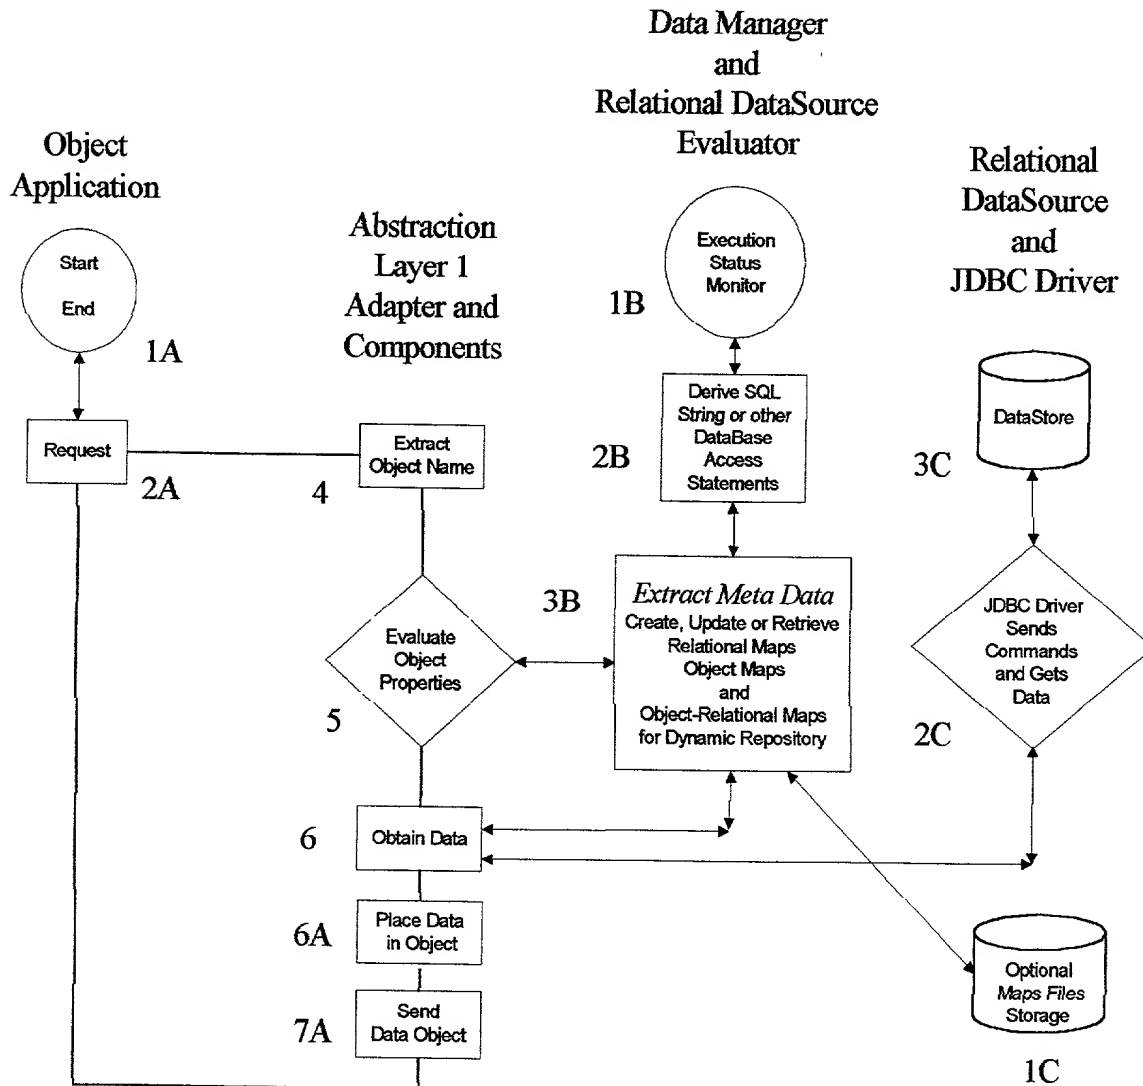 Data Manager
and
Relational DataSource
Evaluator
Object
Application
Relational
DataSource
and
JDBC Driver
Abstraction
Layer 1
Adapter and
Components
Start
End
1A
Request
2A
Extract
Object Name
4
Evaluate
Object
Properties
5
Obtain Data
6
Place Data
in Object
6A
Send
Data Object
7A
Execution
Status
Monitor
1B
Derive SQL
String or other
DataBase
Access
Statements
2B
Extract Meta Data
Create, Update or Retrieve
Relational Maps
Object Maps
and
Object-Relational Maps
for Dynamic Repository
3B
DataStore
3C
JDBC Driver
Sends
Commands
and Gets
Data
2C
Optional
Maps Files
Storage
1C